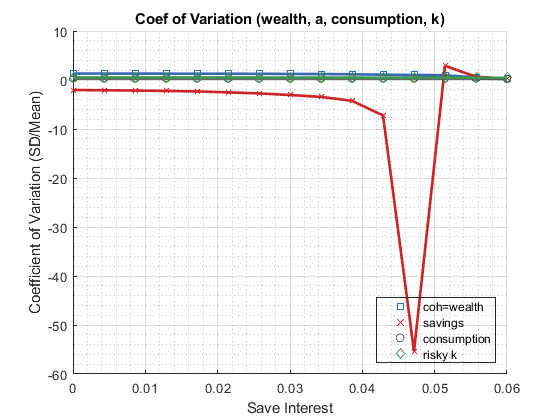 Coef of Variation (wealth, a, consumption, k)
Coefficient of Variation (SD/Mean)
10
0
-10
-20
-30
-40
-50
-60
coh=wealth
savings
consumption
risky k
0 0.01 0.02 0.03 0.04 0.05 0.06
Save Interest